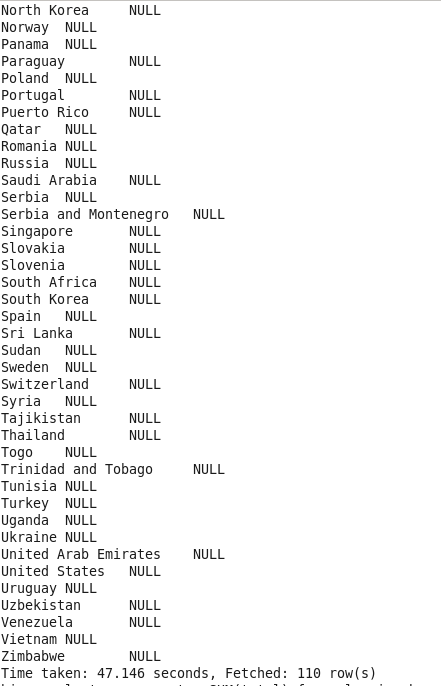 North Korea	NULL
Norway	NULL
Panama	NULL
Paraguay	NULL
Poland	NULL
Portugal	NULL
Puerto Rico	NULL
Qatar	NULL
Romania	NULL
Russia	NULL
Saudi Arabia	NULL
Serbia	NULL
Serbia and Montenegro	NULL
Singapore	NULL
Slovakia	NULL
Slovenia	NULL
South Africa	NULL
South Korea	NULL
Spain	NULL
Sri Lanka	NULL
Sudan	NULL
Sweden	NULL
Switzerland	NULL
Syria	NULL
Tajikistan	NULL
Thailand	NULL
Togo	NULL
Trinidad and Tobago	NULL
Tunisia	NULL
Turkey	NULL
Uganda	NULL
Ukraine	NULL
United Arab Emirates	NULL
United States	NULL
Uruguay	NULL
Uzbekistan	NULL
Venezuela	NULL
Vietnam	NULL
Zimbabwe	NULL
Time taken: 47.146 seconds, Fetched: 110 row(s)